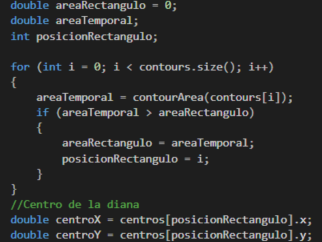 double areaRectangulo = 0;
double areaTemporal;
int posicionRectangulo;
for (int i = 0; i < contours.size(); i++)
{
areaTemporal = contourArea(contours[i]);
if (areaTemporal > areaRectangulo)
{
areaRectangulo = areaTemporal;
posicionRectangulo = i;
}
}
//Centro de la diana
double centroX = centros[posicionRectangulo].x;
double centroY = centros[posicionRectangulo].y;